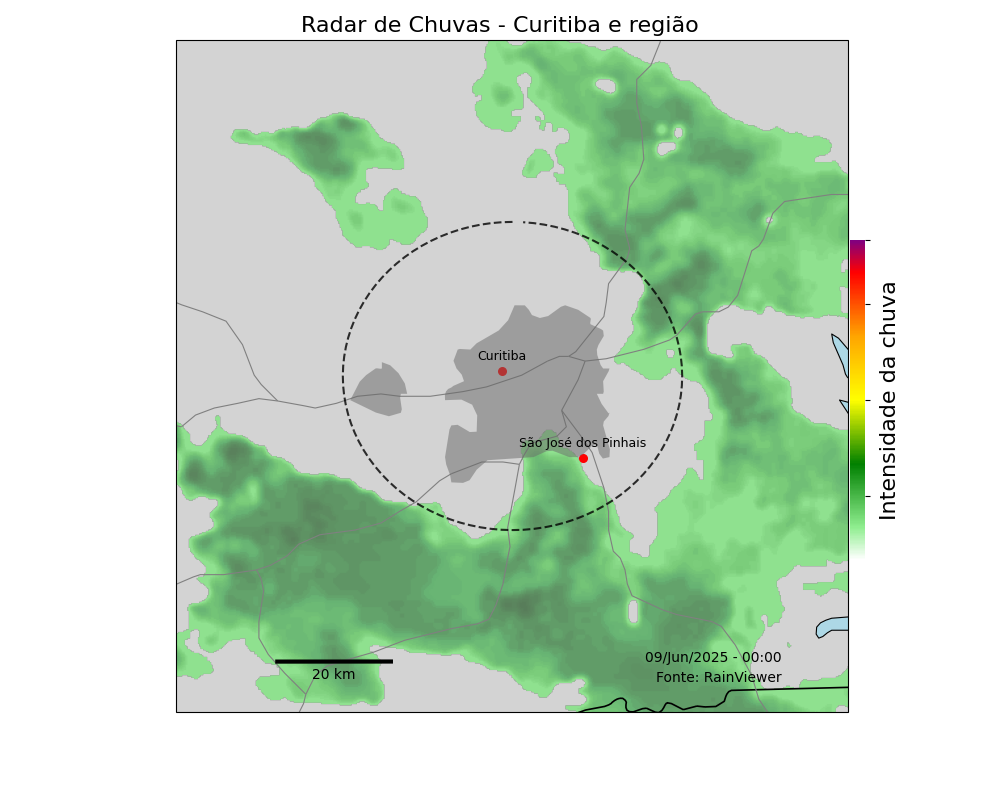 Radar de Chuvas - Curitiba e região
Curitiba
São José dos Pinhais
Intensidade da chuva
09/Jun/2025 - 00:00
Fonte: RainViewer
20 km